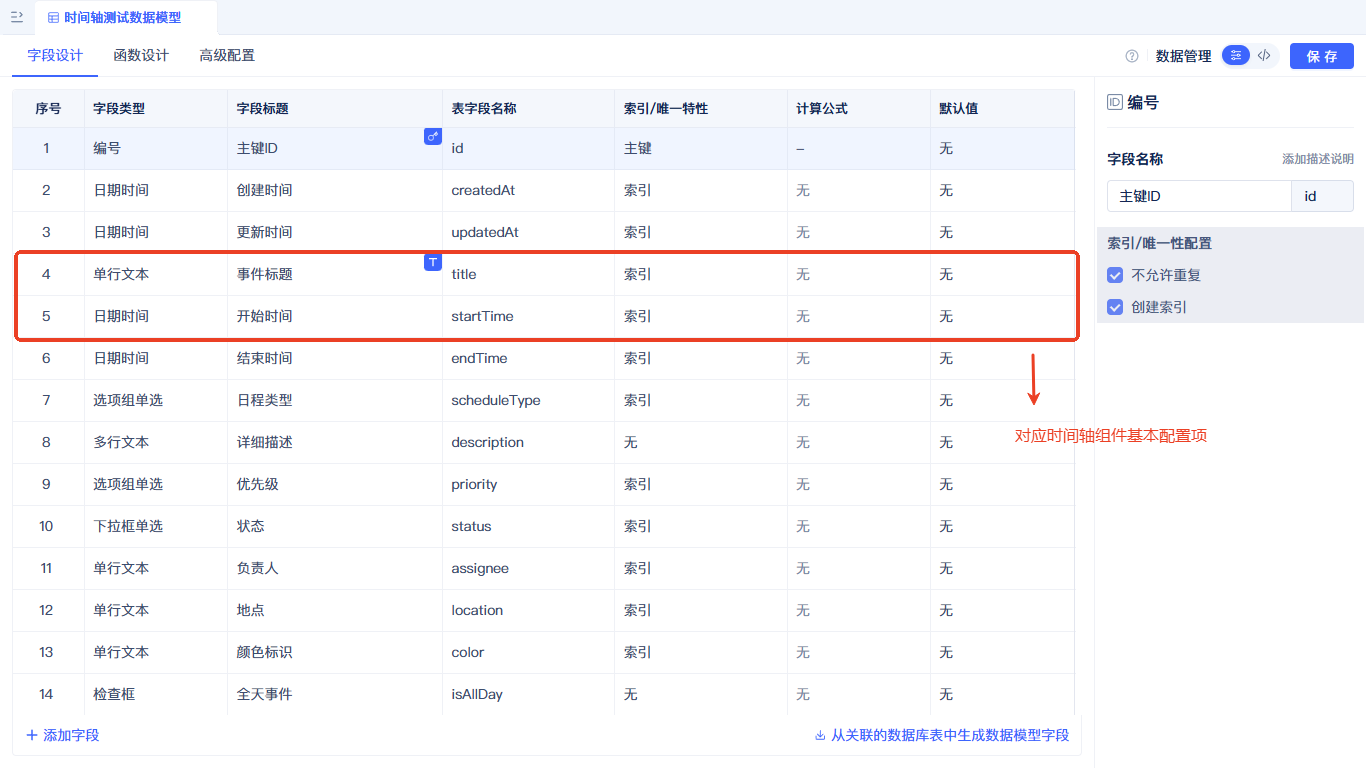 时间轴测试数据模型
字段设计 函数设计 高级配置 数据管理 保 存
序号 字段类型 字段标题 表字段名称 索引/唯一特性 计算公式 默认值
1 编号 主键ID id 主键 – 无
2 日期时间 创建时间 createdAt 索引 无 无
3 日期时间 更新时间 updatedAt 索引 无 无
4 单行文本 事件标题 T title 索引 无 无
5 日期时间 开始时间 startTime 索引 无 无
6 日期时间 结束时间 endTime 索引 无 无
7 选项组单选 日程类型 scheduleType 索引 无 无
8 多行文本 详细描述 description 无 无 无
9 选项组单选 优先级 priority 索引 无 无
10 下拉框单选 状态 status 索引 无 无
11 单行文本 负责人 assignee 索引 无 无
12 单行文本 地点 location 索引 无 无
13 单行文本 颜色标识 color 索引 无 无
14 检查框 全天事件 isAllDay 无 无 无
添加字段 从关联的数据库表中生成数据模型字段
对应时间轴组件基本配置项
ID 编号
字段名称 添加描述说明
主键ID id
索引/唯一性配置
不允许重复
创建索引